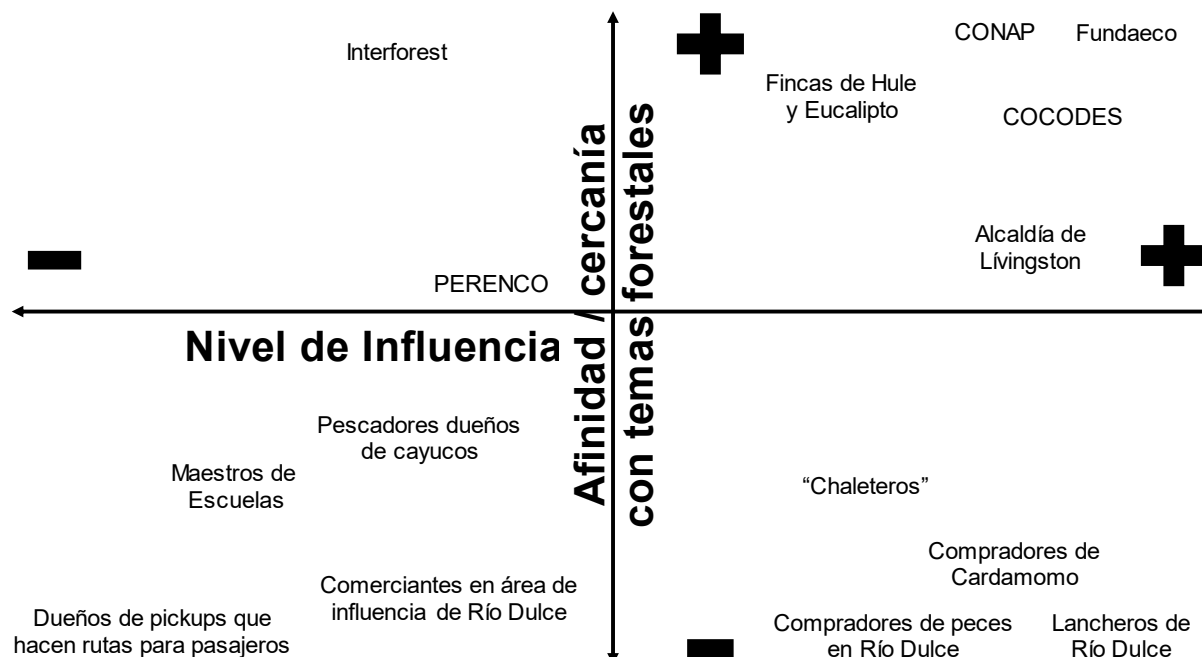 Interforest
CONAP
Fundaeco
Fincas de Hule
y Eucalipto
COCODES
Alcaldía de
Lívingston
PERENCO
Nivel de Influencia
Afinidad / cercanía
con temas forestales
Pescadores dueños
de cayucos
Maestros de
Escuelas
“Chaleteros”
Compradores de
Cardamomo
Comerciantes en área de
influencia de Río Dulce
Dueños de pickups que
hacen rutas para pasajeros
Compradores de peces
en Río Dulce
Lancheros de
Río Dulce